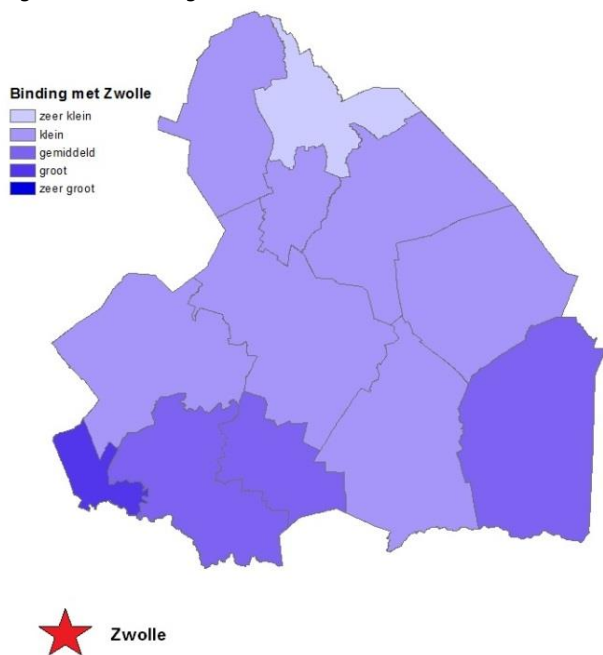 Binding met Zwolle
zeer klein
klein
gemiddeld
groot
zeer groot
Zwolle